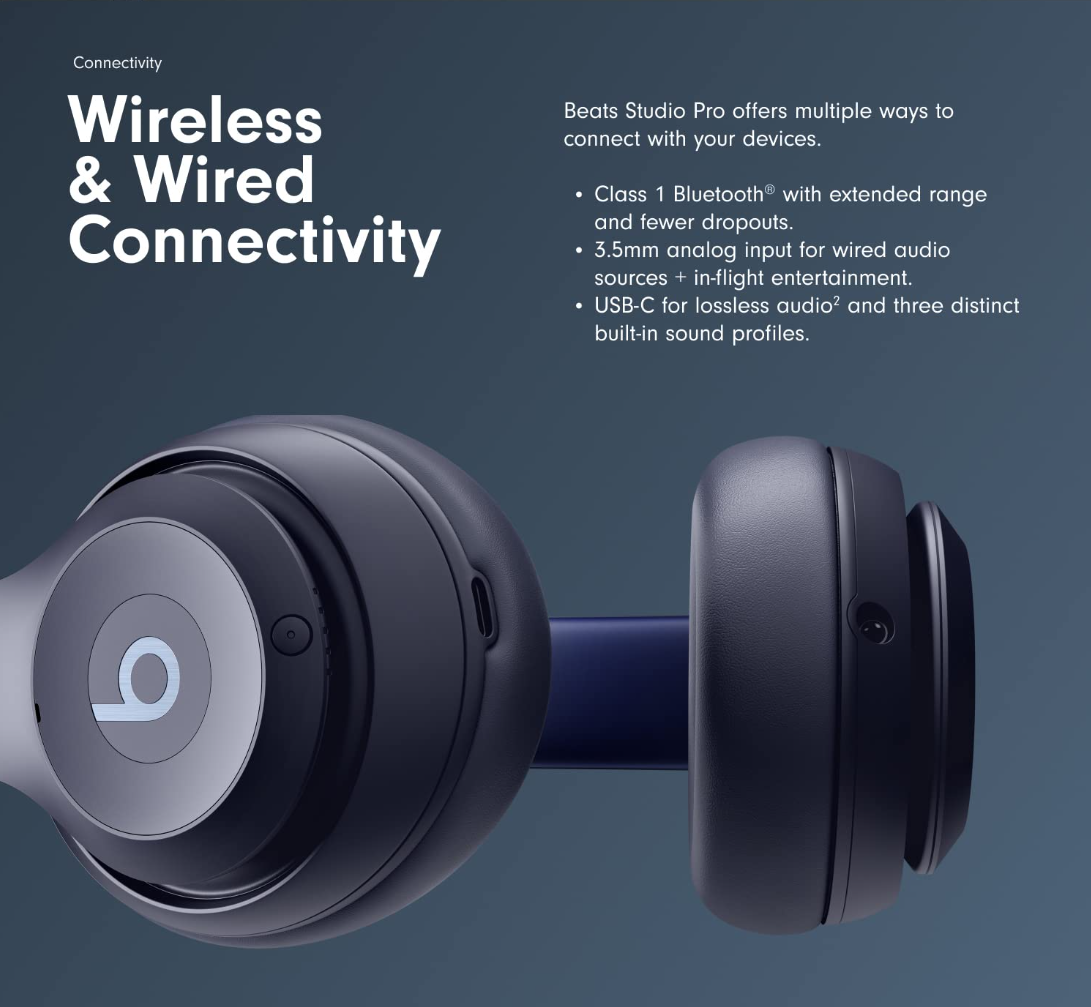 Connectivity
Wireless
& Wired
Connectivity
Beats Studio Pro offers multiple ways to
connect with your devices.
• Class 1 Bluetooth® with extended range
and fewer dropouts.
• 3.5mm analog input for wired audio
sources + in-flight entertainment.
• USB-C for lossless audio² and three distinct
built-in sound profiles.
b